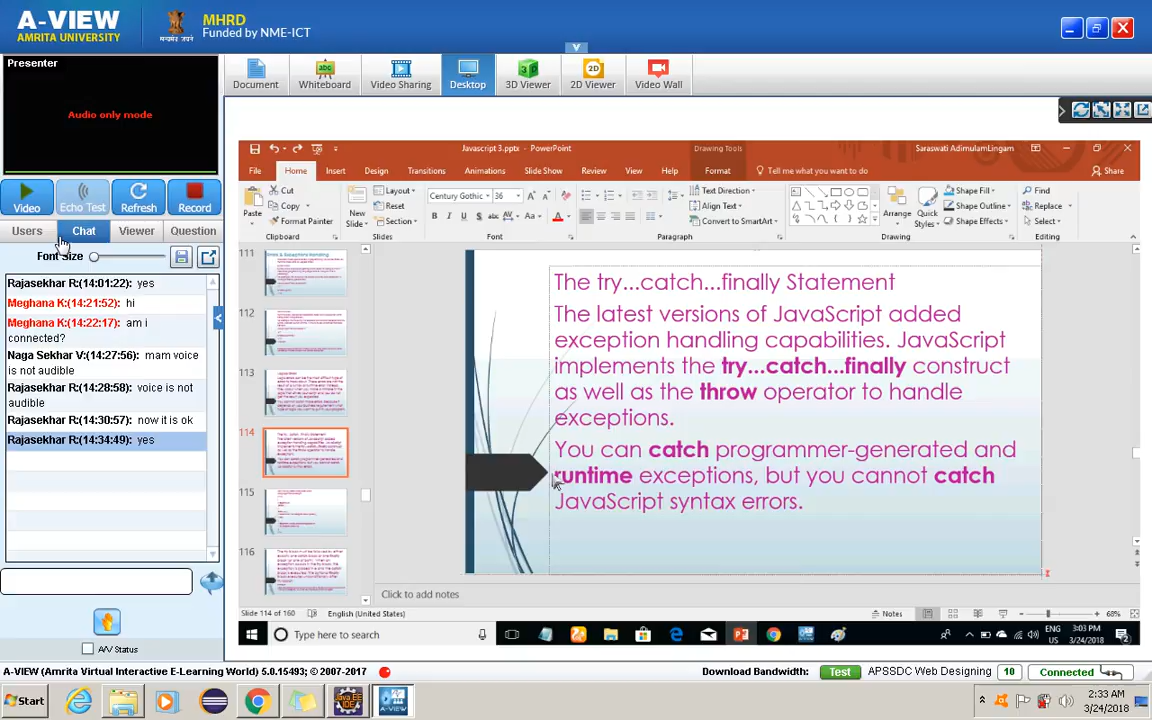 A-VIEW
AMRITA UNIVERSITY
MHRD
Funded by NME-ICT
Presenter
Audio only mode
Document
Whiteboard
Video Sharing
Desktop
3D Viewer
2D Viewer
Video Wall
Video
Echo Test
Refresh
Record
Users
Chat
Viewer
Question
Font Size
Rajasekhar R:(14:01:22): yes
Meghana K:(14:21:52): hi
Meghana K:(14:22:17): am i
connected?
Naga Sekhar V:(14:27:56): mam voice
is not audible
Rajasekhar R:(14:28:58): voice is not
audible
Rajasekhar R:(14:30:57): now it is ok
Rajasekhar R:(14:34:49): yes
A/V Status
Javascript 3.pptx - PowerPoint
Drawing Tools
Saraswati AdimulamLingam
File
Home
Insert
Design
Transitions
Animations
Slide Show
Review
View
Help
Format
Tell me what you want to do
Share
Paste
Cut
Copy
Format Painter
Clipboard
New
Slide
Layout
Reset
Section
Slides
Century Gothic
36
Font
Paragraph
Text Direction
Align Text
Convert to SmartArt
Arrange
Quick
Styles
Shape Fill
Shape Outline
Shape Effects
Drawing
Find
Replace
Select
Editing
111
112
113
114
115
116
The try...catch...finally Statement
The latest versions of JavaScript added
exception handling capabilities. JavaScript
implements the try...catch...finally construct
as well as the throw operator to handle
exceptions.
You can catch programmer-generated and
runtime exceptions, but you cannot catch
JavaScript syntax errors.
Click to add notes
Slide 114 of 160
English (United States)
Notes
68%
Type here to search
ENG
US
3:03 PM
3/24/2018
A-VIEW (Amrita Virtual Interactive E-Learning World) 5.0.15493; © 2007-2017
Download Bandwidth:
Test
APSSDC Web Designing
10
Connected
Start
2:33 AM
3/24/2018